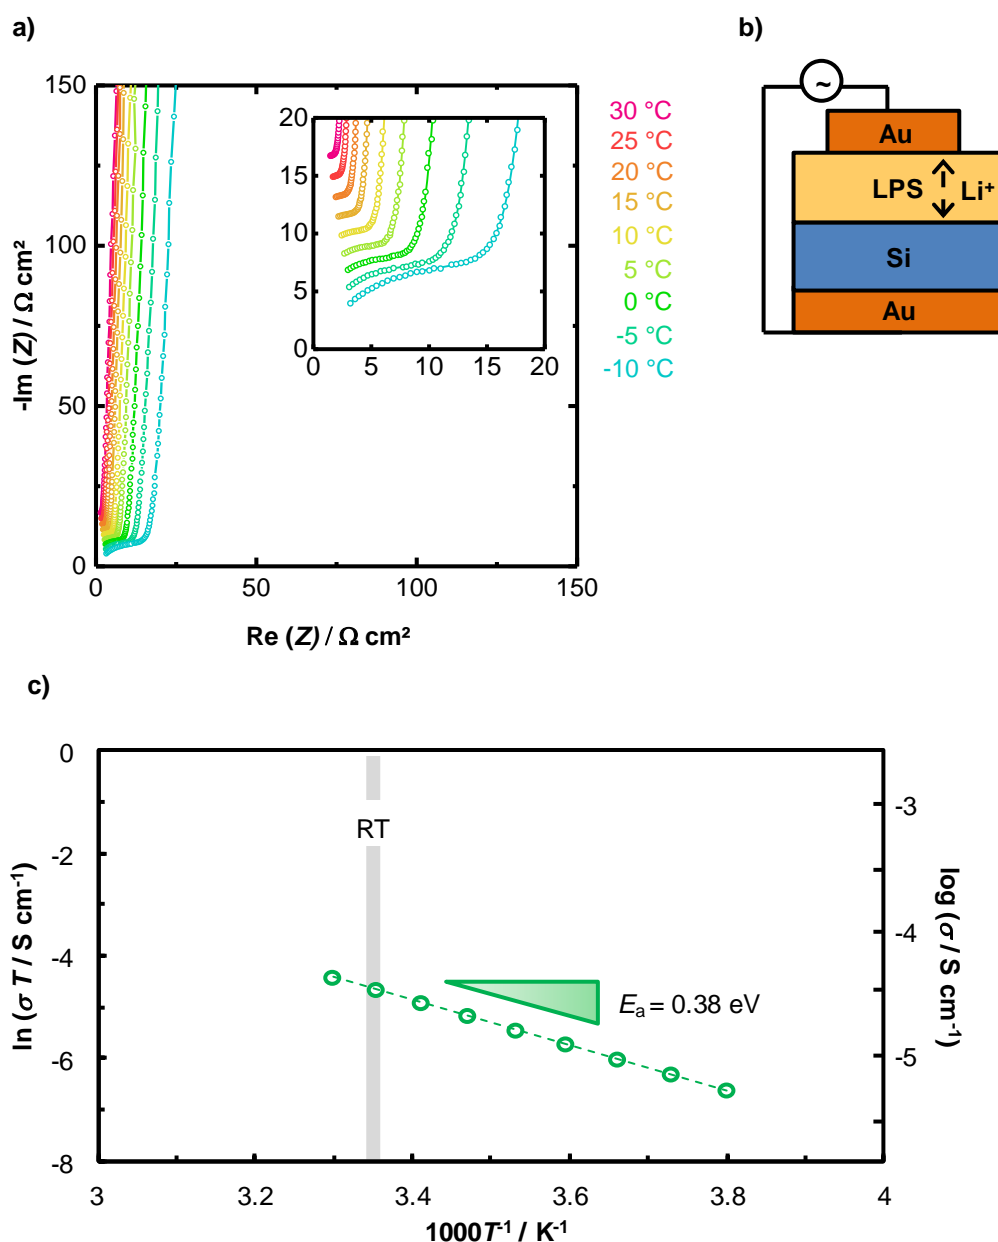 a)
b)
150
100
50
0
0
50
100
150
-Im (Z) / Ω cm²
Re (Z) / Ω cm²
20
15
10
5
0
0
5
10
15
20
30 °C
25 °C
20 °C
15 °C
10 °C
5 °C
0 °C
-5 °C
-10 °C
~
Au
LPS
Li⁺
Si
Au
c)
0
-2
-4
-6
-8
ln (σ T / S cm⁻¹)
RT
Eₐ = 0.38 eV
-3
-4
-5
log (σ / S cm⁻¹)
3
3.2
3.4
3.6
3.8
4
1000T⁻¹ / K⁻¹